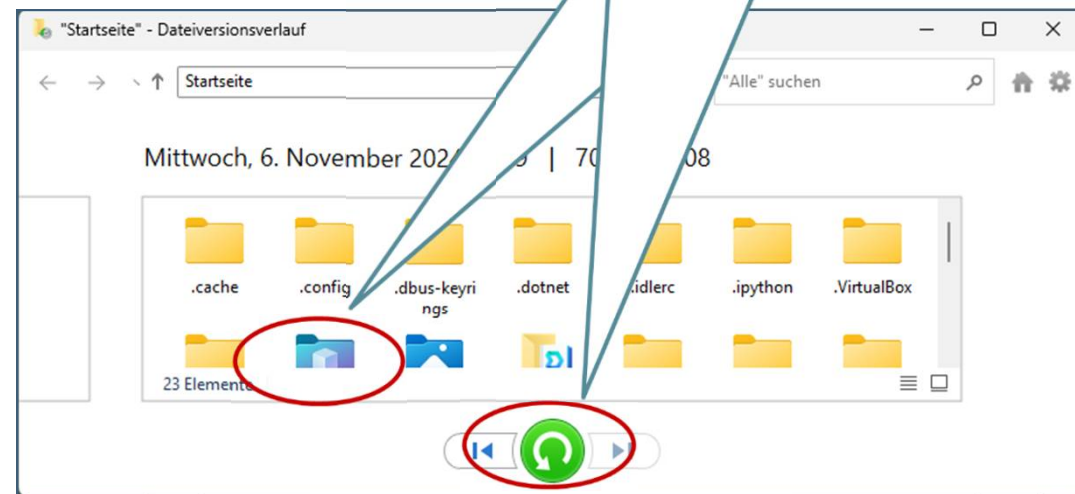 "Startseite" - Dateiversionsverlauf
Startseite
"Alle" suchen
Mittwoch, 6. November 202 | 70 08
.cache
.config
.dbus-keyri
ngs
.dotnet
.idlerc
.ipython
.VirtualBox
23 Elemente